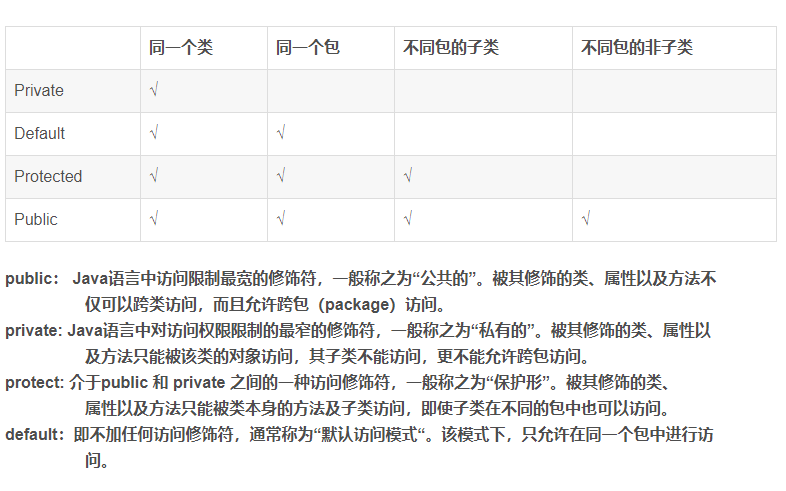 同一个类 同一个包 不同包的子类 不同包的非子类
Private √
Default √ √
Protected √ √ √
Public √ √ √ √
public： Java语言中访问限制最宽的修饰符，一般称之为“公共的”。被其修饰的类、属性以及方法不
仅可以跨类访问，而且允许跨包（package）访问。
private: Java语言中对访问权限限制的最窄的修饰符，一般称之为“私有的”。被其修饰的类、属性以
及方法只能被该类的对象访问，其子类不能访问，更不能允许跨包访问。
protect: 介于public 和 private 之间的一种访问修饰符，一般称之为“保护形”。被其修饰的类、
属性以及方法只能被类本身的方法及子类访问，即使子类在不同的包中也可以访问。
default：即不加任何访问修饰符，通常称为“默认访问模式“。该模式下，只允许在同一个包中进行访
问。